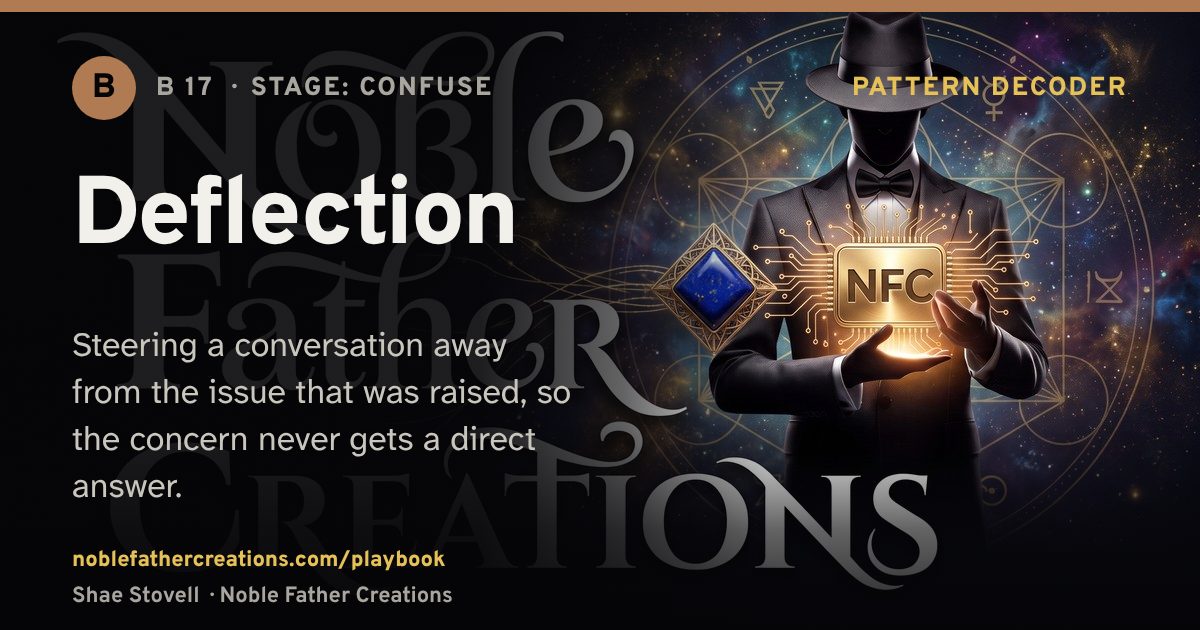 B
B 17 · STAGE: CONFUSE
PATTERN DECODER
Noble
Father
Creations
Deflection
NFC
Steering a conversation away
from the issue that was raised, so
the concern never gets a direct
answer.
noblefathercreations.com/playbook
Shae Stovell · Noble Father Creations